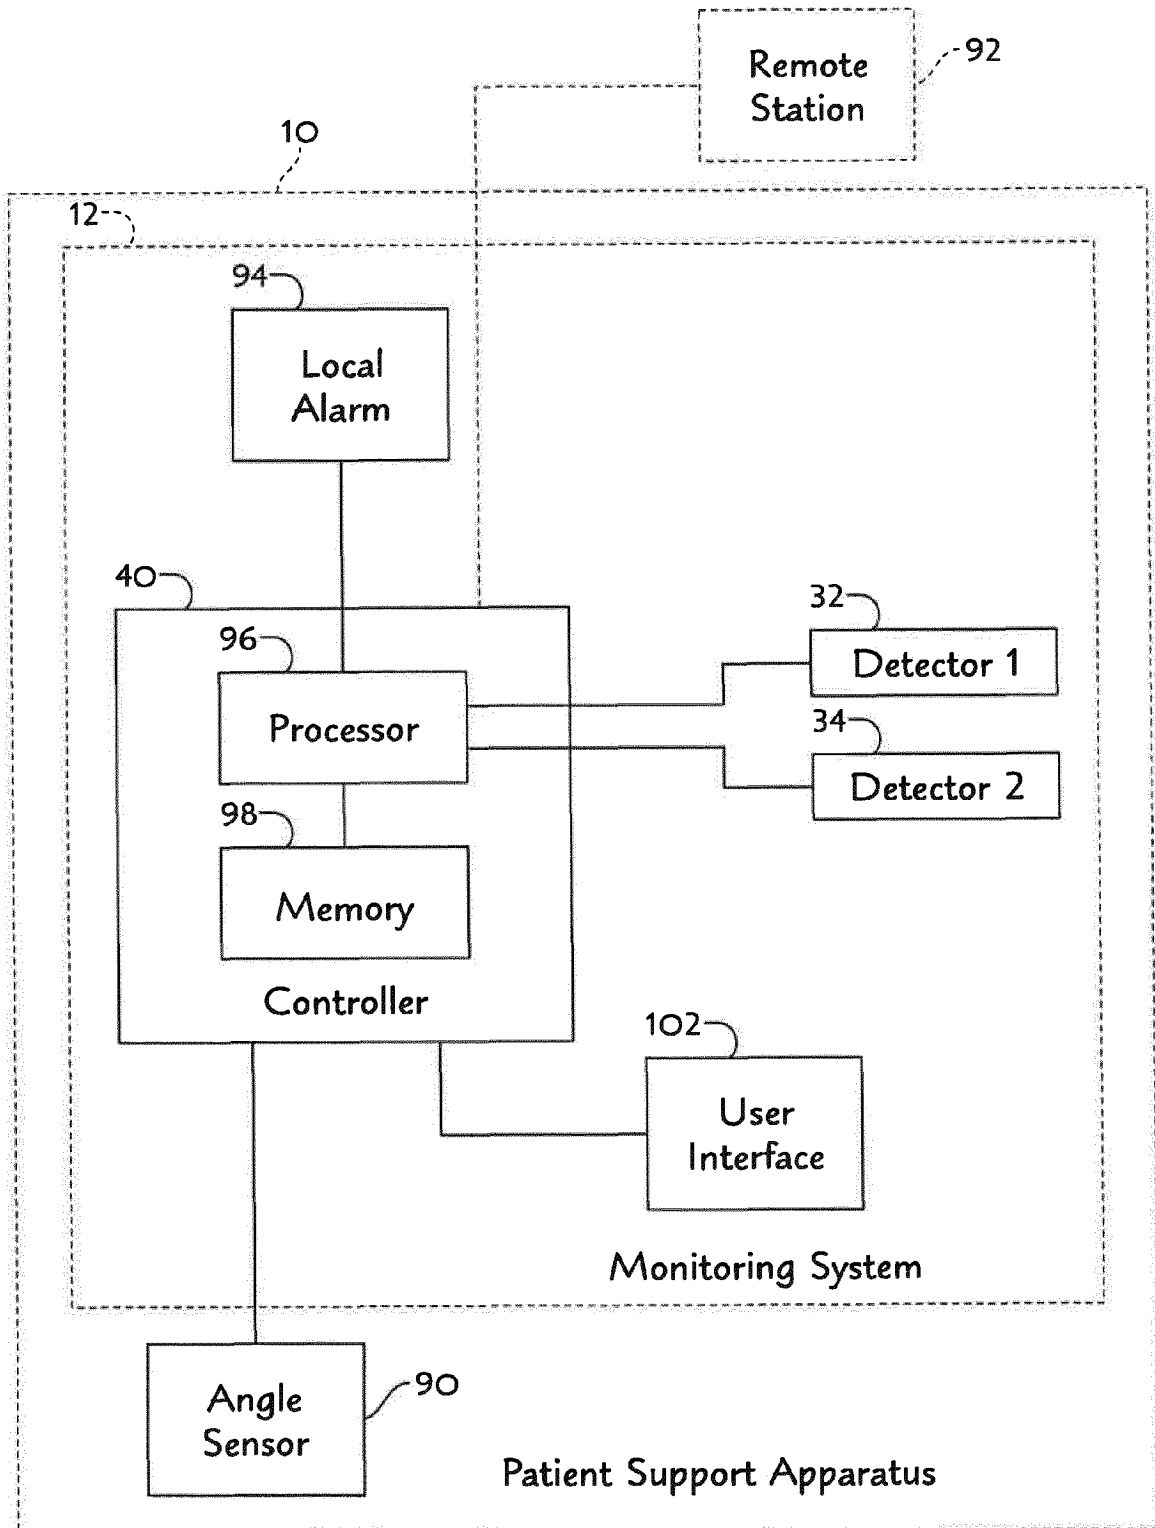 Remote
Station
92
10
12
94
Local
Alarm
40
96
Processor
32
Detector 1
34
Detector 2
98
Memory
Controller
102
User
Interface
Monitoring System
Angle
Sensor
90
Patient Support Apparatus